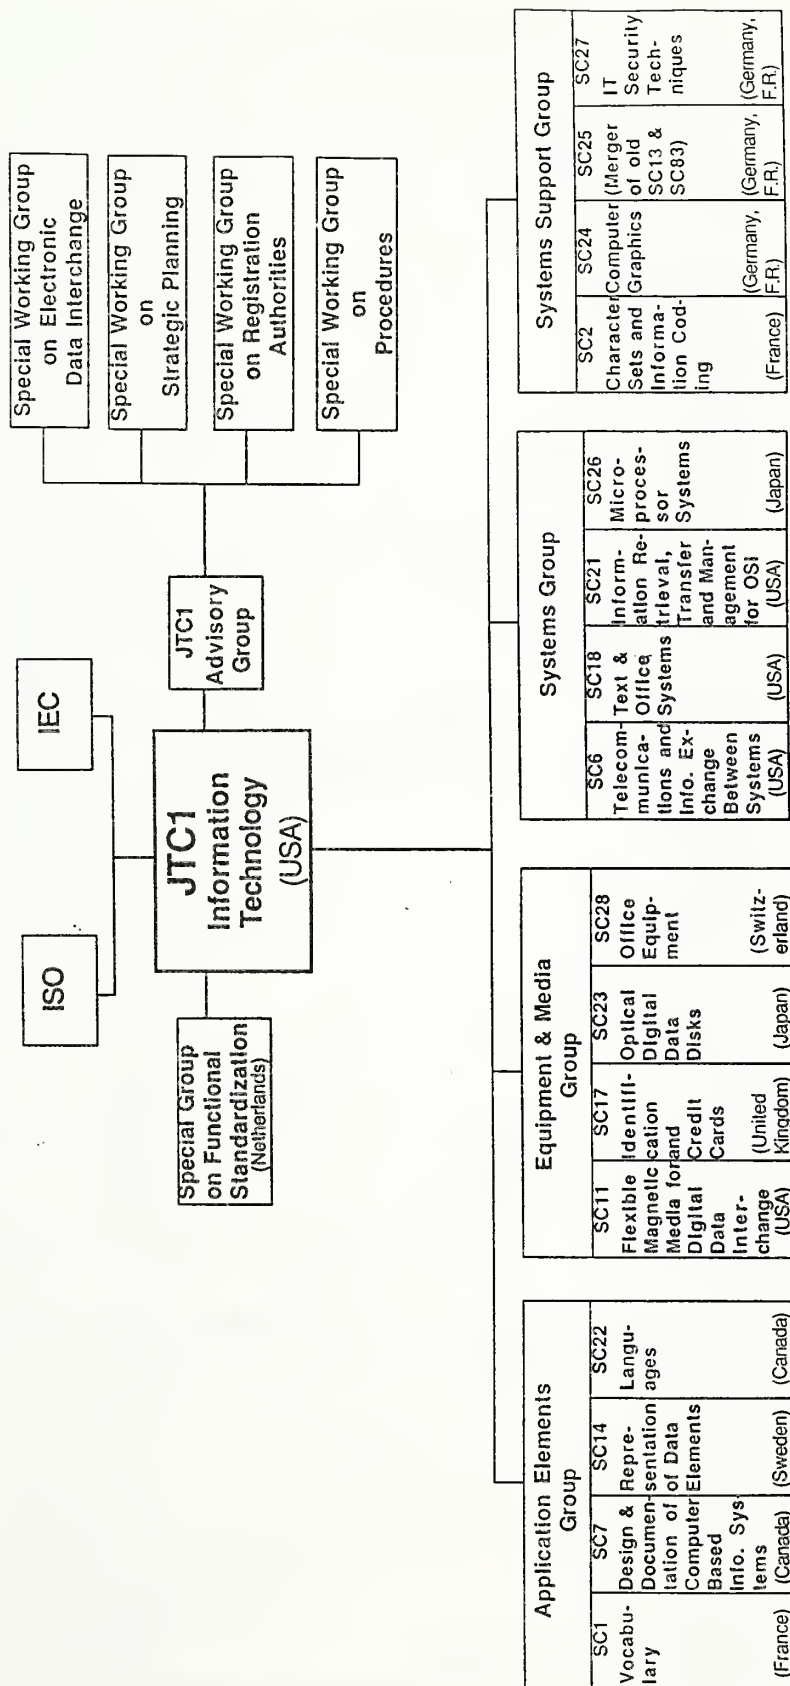 ISO
IEC
JTC1
Information
Technology
(USA)
Special Group
on Functional
Standardization
(Netherlands)
JTC1
Advisory
Group
Special Working Group
on Electronic
Data Interchange
Special Working Group
on
Strategic Planning
Special Working Group
on Registration
Authorities
Special Working Group
on
Procedures
Application Elements
Group
SC1
Vocabu-
lary
(France)
SC7
Design &
Documen-
tation of
Computer
Based
Info. Sys
tems
(Canada)
SC14
Repre-
sentation
of Data
Elements
(Sweden)
SC22
Langu-
ages
(Canada)
Equipment & Media
Group
SC11
Flexible
Magnetic
Media for
Digital
Data
Inter-
change
(USA)
SC17
Identifi-
cation
and
Credit
Cards
(United
Kingdom)
SC23
Optical
Digital
Data
Disks
(Japan)
SC28
Office
Equip-
ment
(Switz-
erland)
Systems Group
SC6
Telecom-
munica-
tions and
Info. Ex-
change
Between
Systems
(USA)
SC18
Text &
Office
Systems
(USA)
SC21
Inform-
ation Re-
trieval,
Transfer
and Man-
agement
for OSI
(USA)
SC26
Micro-
proces-
sor
Systems
(Japan)
Systems Support Group
SC2
Character
Sets and
Informa-
tion Cod-
ing
(France)
SC24
Computer
Graphics
(Germany,
F.R.)
SC25
(Merger
of old
SC13 &
SC83)
(Germany,
F.R.)
SC27
IT
Security
Tech-
niques
(Germany,
F.R.)